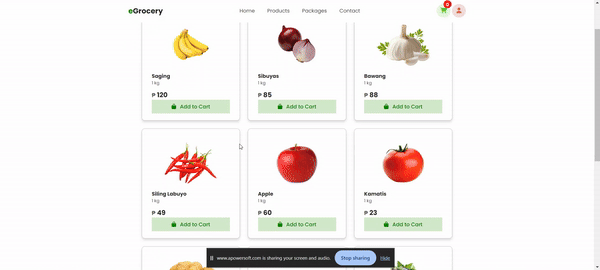 eGrocery
Home Products Packages Contact
0
Saging
1 kg
₱ 120
Add to Cart
Sibuyas
1 kg
₱ 85
Add to Cart
Bawang
1 kg
₱ 88
Add to Cart
Siling Labuyo
1 kg
₱ 49
Add to Cart
Apple
1 kg
₱ 60
Add to Cart
Kamatis
1 kg
₱ 23
Add to Cart
www.apowersoft.com is sharing your screen and audio.
Stop sharing
Hide